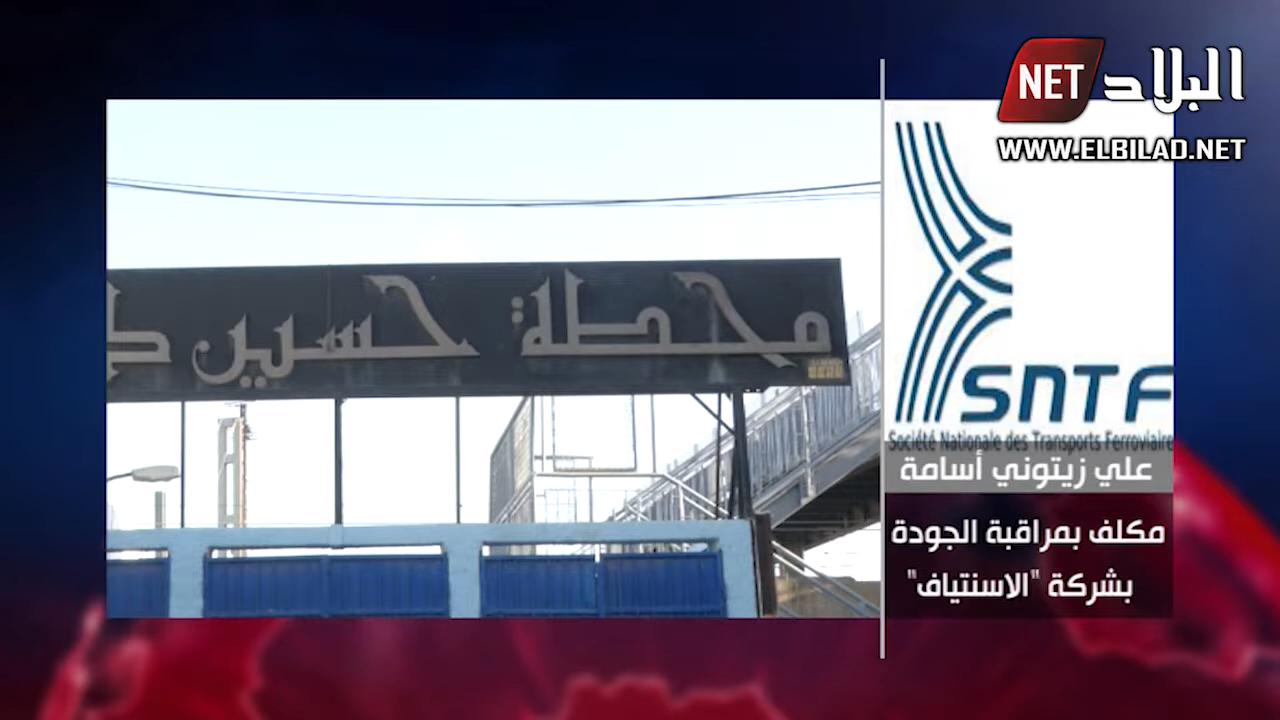 NET البلاد
WWW.ELBILAD.NET
محطة حسين
SNTF
Société Nationale des Transports Ferroviaire
علي زيتوني أسامة
مكلف بمراقبة الجودة
بشركة "الاسنتياف"